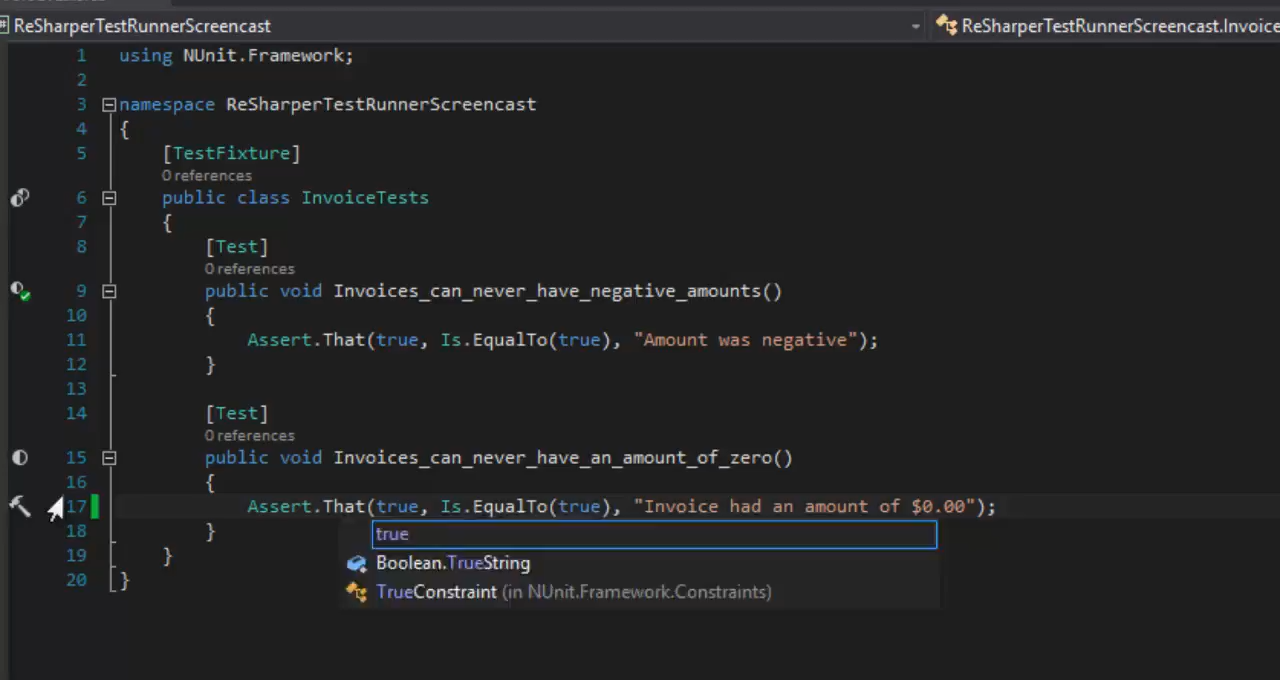 ReSharperTestRunnerScreencast ReSharperTestRunnerScreencast.Invoice
1 using NUnit.Framework;
2
3 namespace ReSharperTestRunnerScreencast
4 {
5 [TestFixture]
0 references
6 public class InvoiceTests
7 {
8 [Test]
0 references
9 public void Invoices_can_never_have_negative_amounts()
10 {
11 Assert.That(true, Is.EqualTo(true), "Amount was negative");
12 }
13
14 [Test]
0 references
15 public void Invoices_can_never_have_an_amount_of_zero()
16 {
17 Assert.That(true, Is.EqualTo(true), "Invoice had an amount of $0.00");
18 }
true
19 }
Boolean.TrueString
20 }
TrueConstraint (in NUnit.Framework.Constraints)